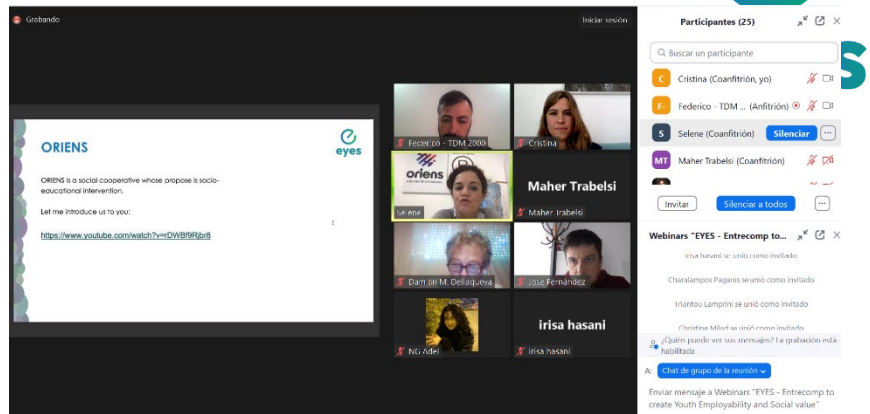 Grabando
Iniciar sesión
ORIENS
eyes
ORIENS is a social cooperative whose propose is socio-
educational intervention.
Let me introduce us to you:
https://www.youtube.com/watch?v=rDWBf9Rjbr8
Federico - TDM 2000
Cristina
oriens
Selene
Maher Trabelsi
Maher Trabelsi
Damian M. Dellaqueva
Jose Fernández
NG Adel
irisa hasani
irisa hasani
Participantes (25)
Buscar un participante
C Cristina (Coanfitrión, yo)
F- Federico - TDM ... (Anfitrión)
S Selene (Coanfitrión) Silenciar
MT Maher Trabelsi (Coanfitrión)
Invitar Silenciar a todos
Webinars "EYES - Entrecomp to...
irisa hasani se unió como invitado
Charalampos Paganis se unió como invitado
Triantou Lamprini se unió como invitado
Christine Milad se unió como invitado
¿Quién puede ver sus mensajes? La grabación está
habilitada
A: Chat de grupo de la reunión
Enviar mensaje a Webinars "EYES - Entrecomp to
create Youth Employability and Social value"
S